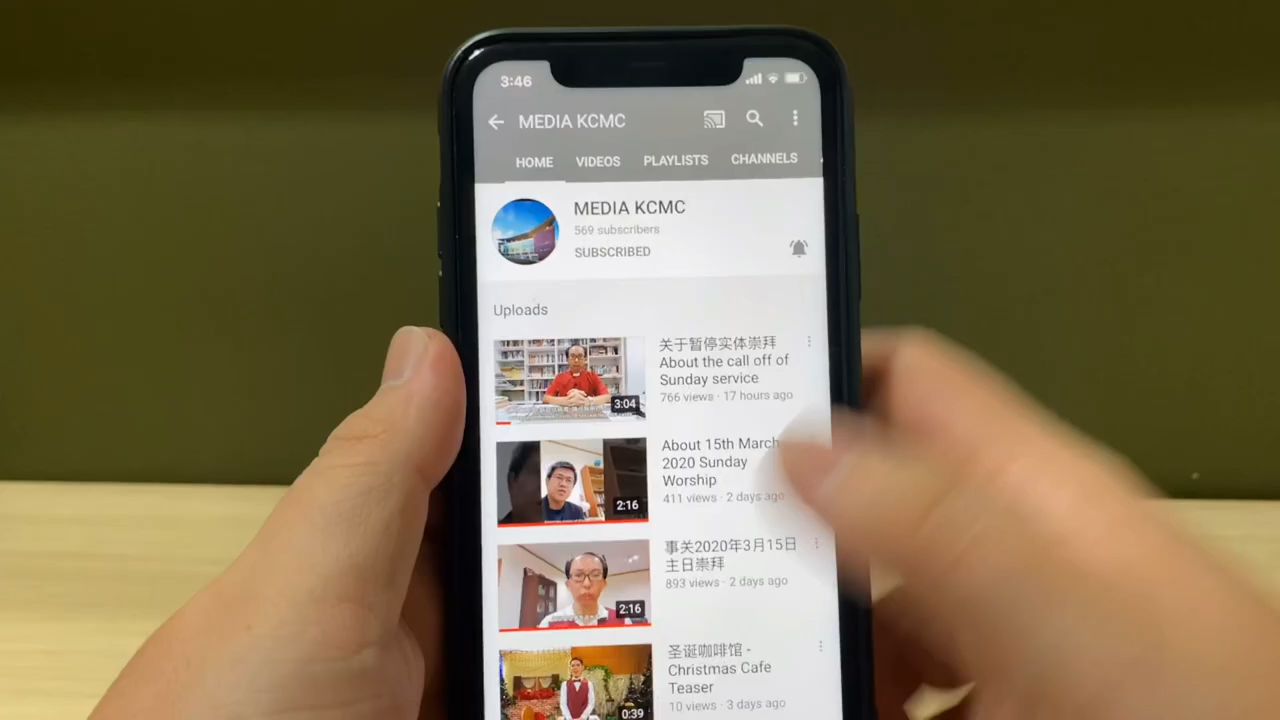 3:46
MEDIA KCMC
HOME VIDEOS PLAYLISTS CHANNELS
MEDIA KCMC
569 subscribers
SUBSCRIBED
Uploads
关于暂停实体崇拜
About the call off of
Sunday service
766 views · 17 hours ago
3:04
About 15th March
2020 Sunday
Worship
411 views · 2 days ago
2:16
事关2020年3月15日
主日崇拜
893 views · 2 days ago
2:16
圣诞咖啡馆 -
Christmas Cafe
Teaser
10 views · 3 days ago
0:39